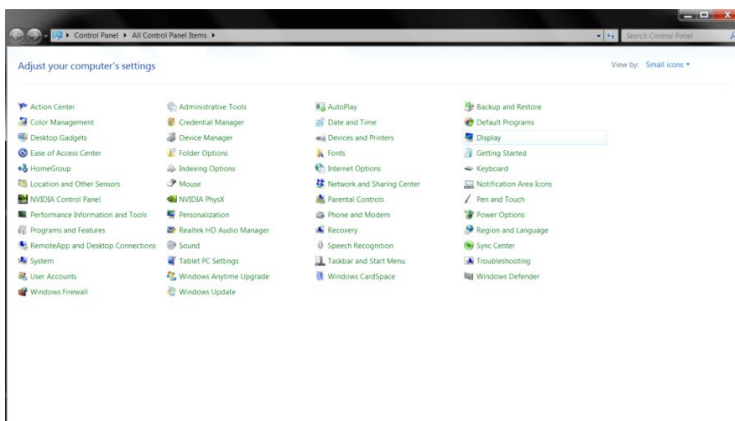 Control Panel ▸ All Control Panel Items ▸
Search Control Panel
Adjust your computer's settings
View by: Small icons
Action Center Administrative Tools AutoPlay Backup and Restore
Color Management Credential Manager Date and Time Default Programs
Desktop Gadgets Device Manager Devices and Printers Display
Ease of Access Center Folder Options Fonts Getting Started
HomeGroup Indexing Options Internet Options Keyboard
Location and Other Sensors Mouse Network and Sharing Center Notification Area Icons
NVIDIA Control Panel NVIDIA PhysX Parental Controls Pen and Touch
Performance Information and Tools Personalization Phone and Modem Power Options
Programs and Features Realtek HD Audio Manager Recovery Region and Language
RemoteApp and Desktop Connections Sound Speech Recognition Sync Center
System Tablet PC Settings Taskbar and Start Menu Troubleshooting
User Accounts Windows Anytime Upgrade Windows CardSpace Windows Defender
Windows Firewall Windows Update